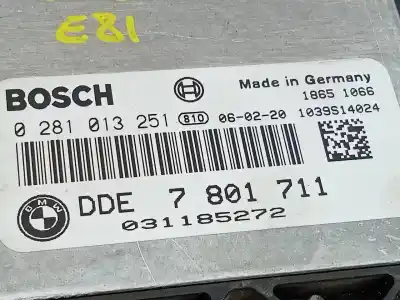 E81
BOSCH
Made in Germany
1865 1066
0 281 013 251 810 06-02-20 1039S14024
BMW
DDE 7 801 711
031185272